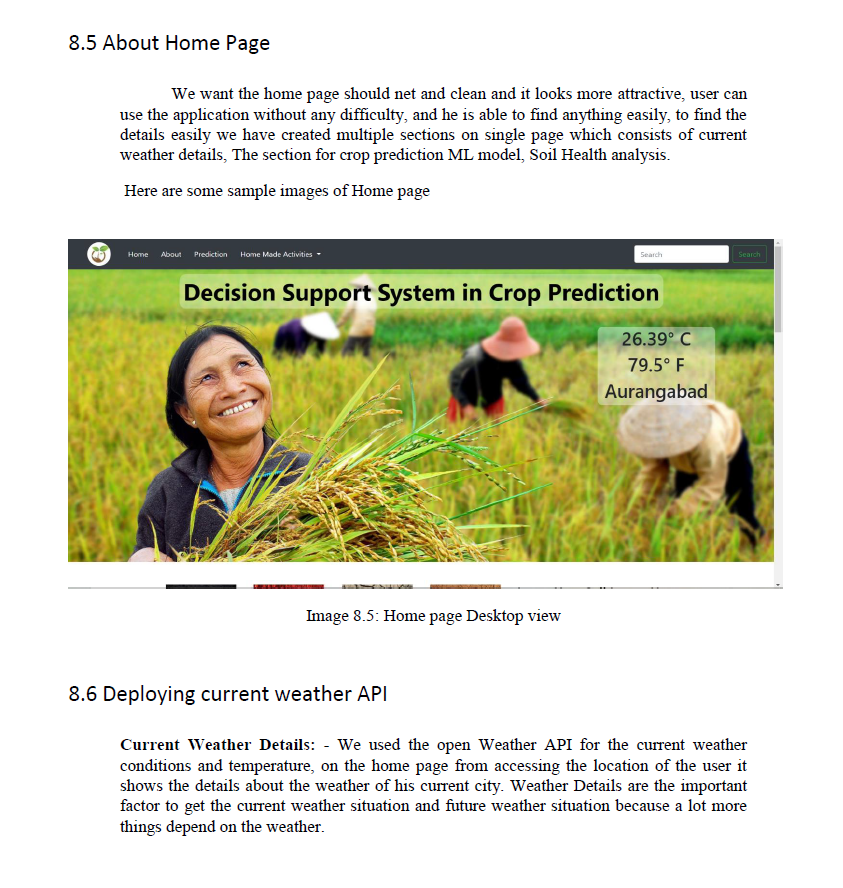 8.5 About Home Page
We want the home page should net and clean and it looks more attractive, user can
use the application without any difficulty, and he is able to find anything easily, to find the
details easily we have created multiple sections on single page which consists of current
weather details, The section for crop prediction ML model, Soil Health analysis.
Here are some sample images of Home page
Home About Prediction Home Made Activities Search Search
Decision Support System in Crop Prediction
26.39° C
79.5° F
Aurangabad
Image 8.5: Home page Desktop view
8.6 Deploying current weather API
Current Weather Details: - We used the open Weather API for the current weather
conditions and temperature, on the home page from accessing the location of the user it
shows the details about the weather of his current city. Weather Details are the important
factor to get the current weather situation and future weather situation because a lot more
things depend on the weather.